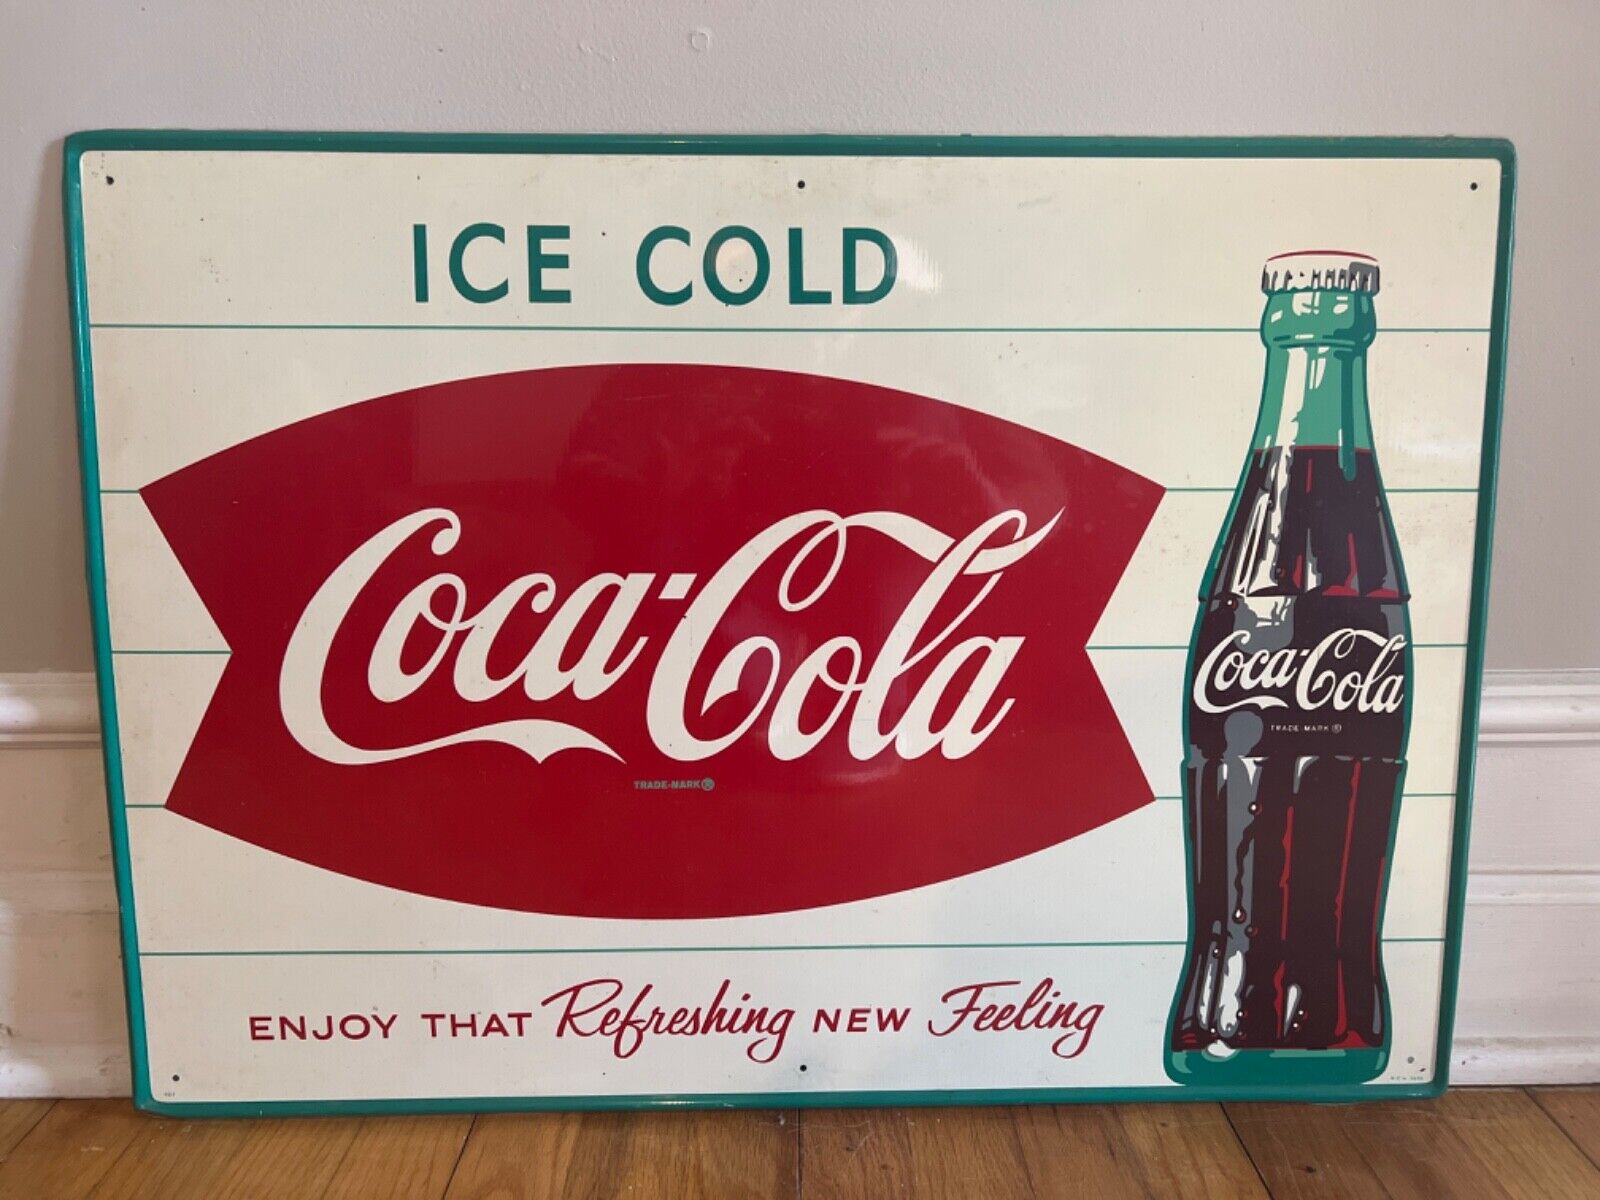 ICE COLD
Coca-Cola
TRADE-MARK ®
Coca-Cola
TRADE-MARK ®
ENJOY THAT Refreshing NEW Feeling